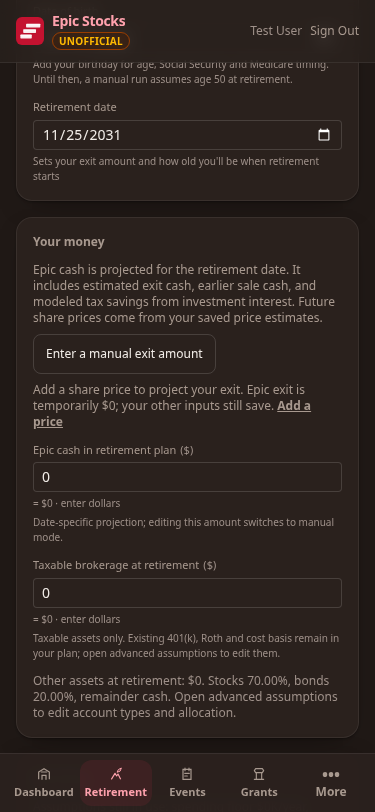 Epic Stocks
UNOFFICIAL
Test User Sign Out
Add your birthday for age, Social Security and Medicare timing.
Until then, a manual run assumes age 50 at retirement.
Retirement date
11/25/2031
Sets your exit amount and how old you'll be when retirement
starts
Your money
Epic cash is projected for the retirement date. It
includes estimated exit cash, earlier sale cash, and
modeled tax savings from investment interest. Future
share prices come from your saved price estimates.
Enter a manual exit amount
Add a share price to project your exit. Epic exit is
temporarily $0; your other inputs still save. Add a
price
Epic cash in retirement plan ($)
0
= $0 · enter dollars
Date-specific projection; editing this amount switches to manual
mode.
Taxable brokerage at retirement ($)
0
= $0 · enter dollars
Taxable assets only. Existing 401(k), Roth and cost basis remain in
your plan; open advanced assumptions to edit them.
Other assets at retirement: $0. Stocks 70.00%, bonds
20.00%, remainder cash. Open advanced assumptions
to edit account types and allocation.
Dashboard Retirement Events Grants More